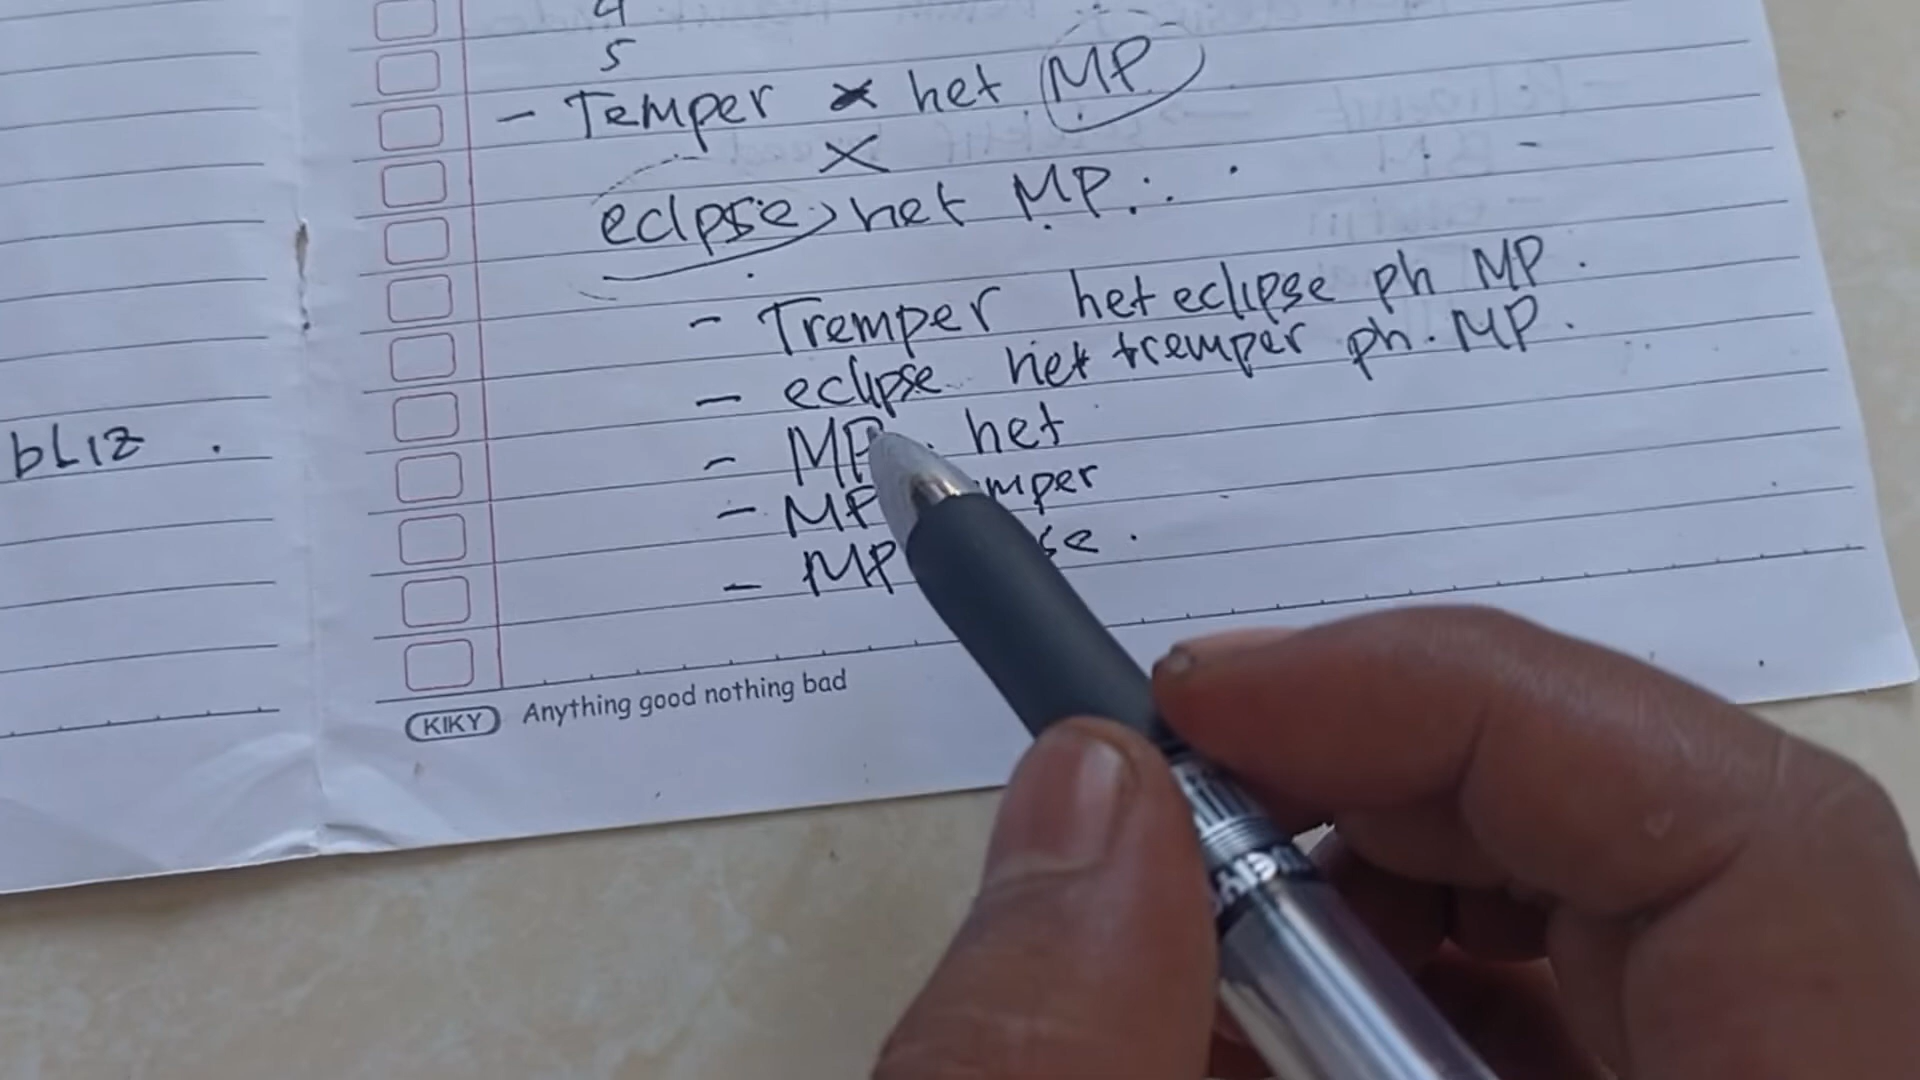 4
5
- Temper x het MP
x
eclpse het MP
- Tremper het eclipse ph MP.
- eclipse het tremper ph. MP.
bLIZ .
- MP. het
- MP
- MP
KIKY Anything good nothing bad